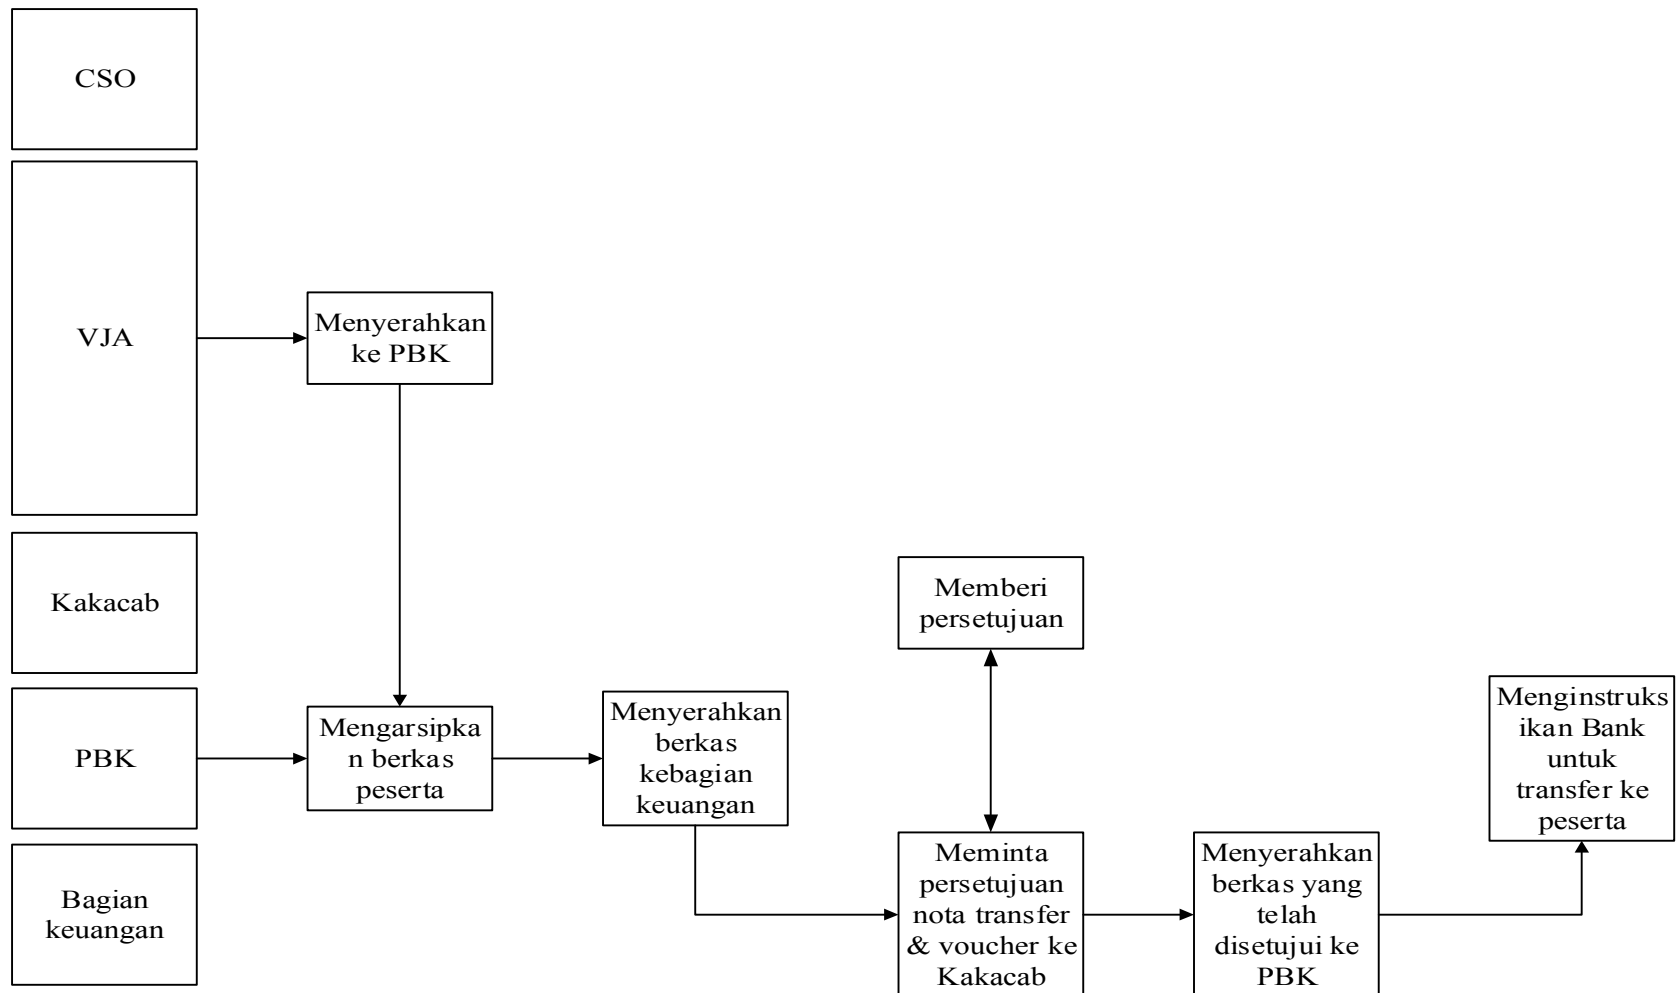 CSO
VJA
Menyerahkan
ke PBK
Kakacab
Memberi
persetujuan
PBK
Mengarsipka
n berkas
peserta
Menyerahkan
berkas
kebagian
keuangan
Menginstruks
ikan Bank
untuk
transfer ke
peserta
Bagian
keuangan
Meminta
persetujuan
nota transfer
& voucher ke
Kakacab
Menyerahkan
berkas yang
telah
disetujui ke
PBK